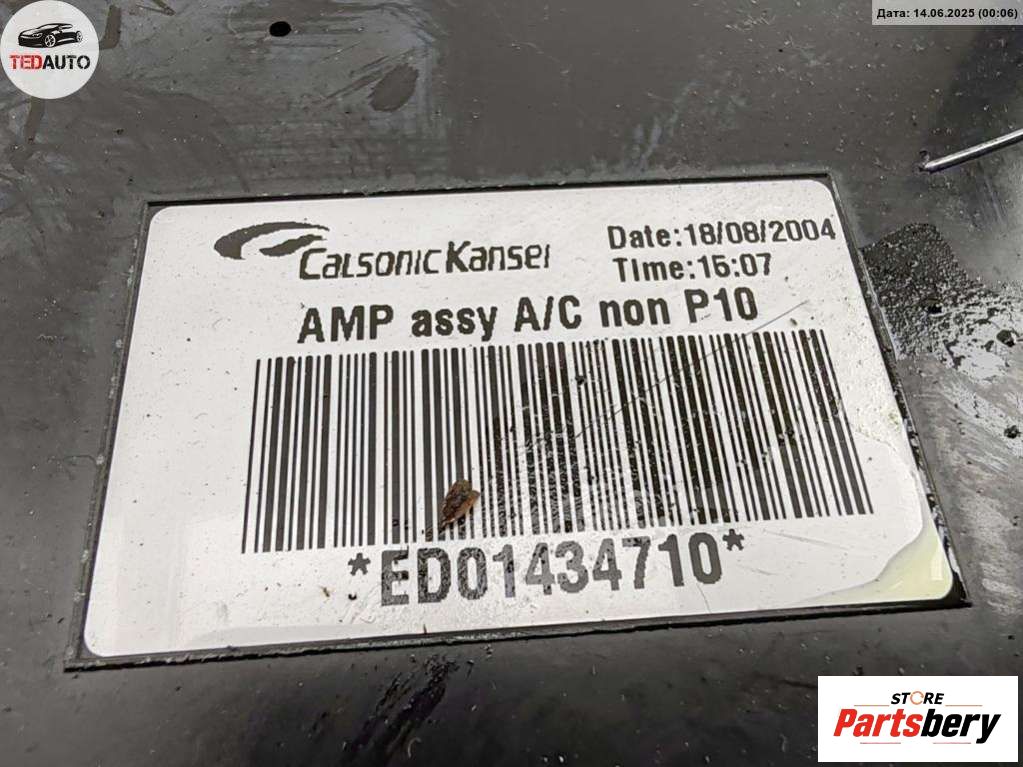 TEDAUTO
Дата: 14.06.2025 (00:06)
CalsonicKansei
Date:18/08/2004
Time:15:07
AMP assy A/C non P10
*ED01434710*
STORE
Partsbery